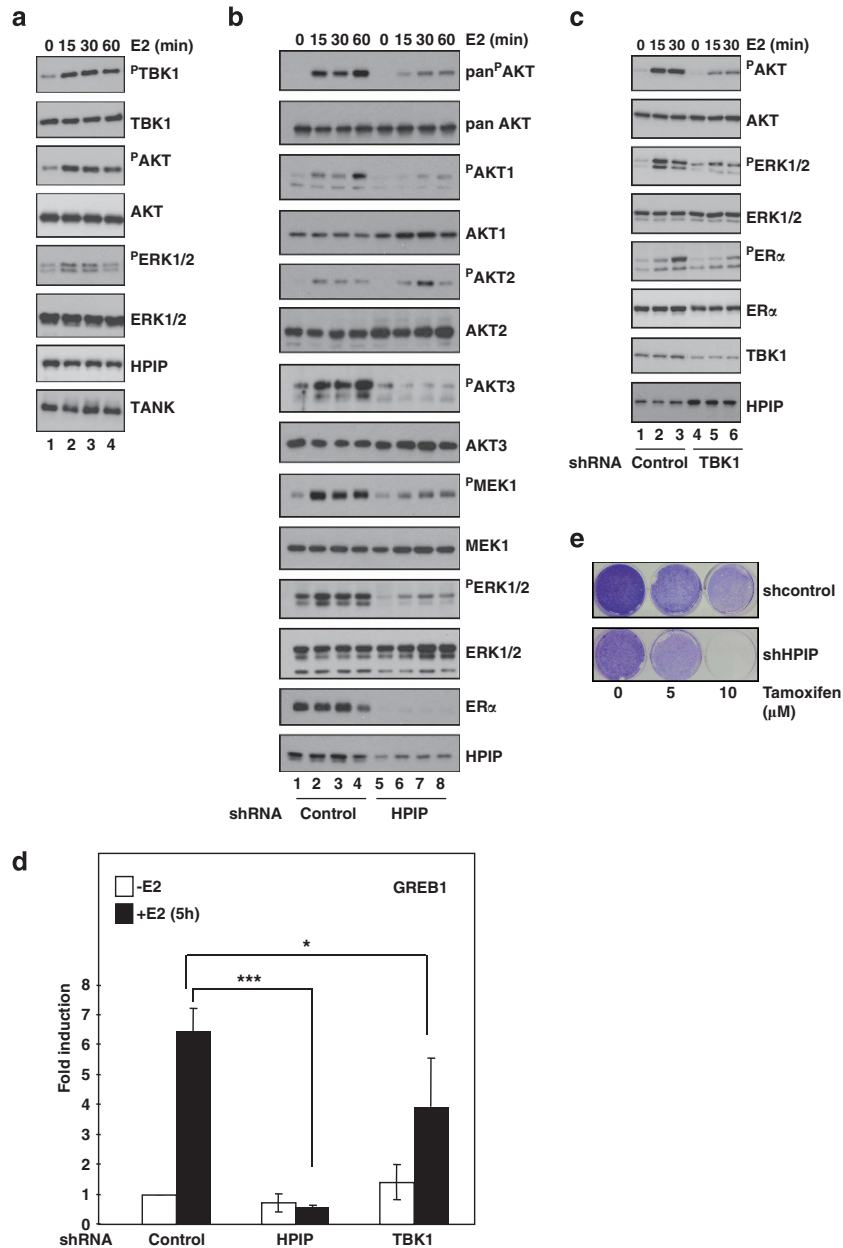 a
0 15 30 60 E2 (min)
PTBK1
TBK1
PAKT
AKT
PERK1/2
ERK1/2
HPIP
TANK
1 2 3 4
b
0 15 30 60 0 15 30 60 E2 (min)
panPAKT
pan AKT
PAKT1
AKT1
PAKT2
AKT2
PAKT3
AKT3
PMEK1
MEK1
PERK1/2
ERK1/2
ERα
HPIP
1 2 3 4 5 6 7 8
shRNA Control HPIP
c
0 15 30 0 15 30 E2 (min)
PAKT
AKT
PERK1/2
ERK1/2
PERα
ERα
TBK1
HPIP
1 2 3 4 5 6
shRNA Control TBK1
e
shcontrol
shHPIP
0 5 10 Tamoxifen
(µM)
d
-E2
+E2 (5h)
GREB1
*
***
Fold induction
8
7
6
5
4
3
2
1
0
shRNA Control HPIP TBK1